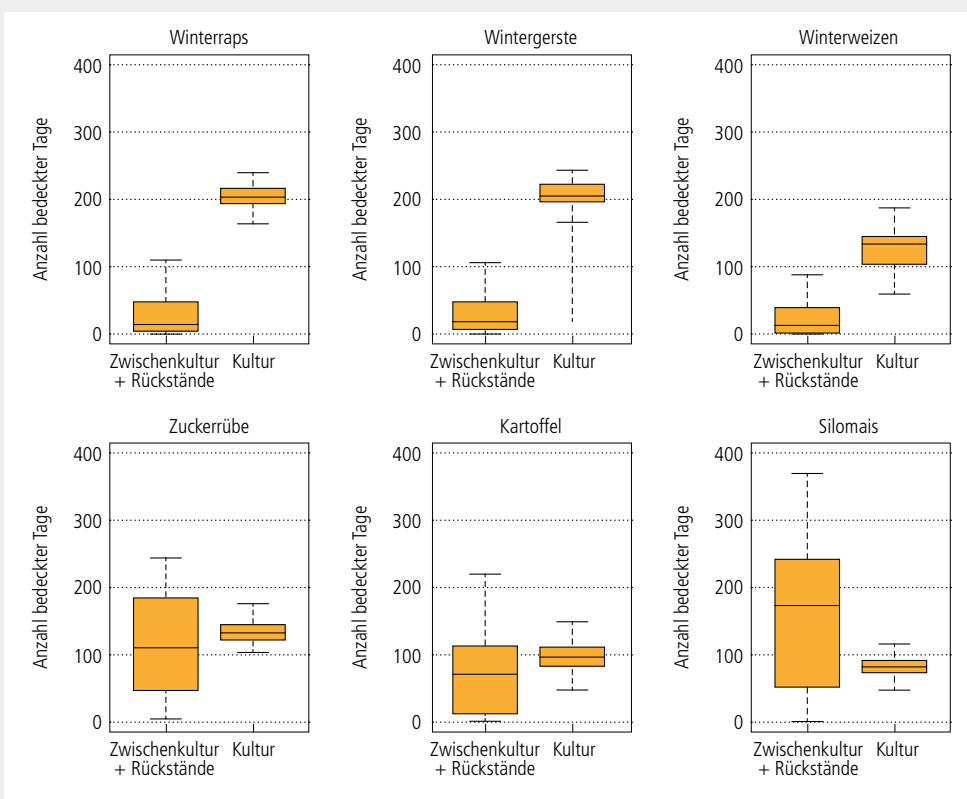 Winterraps
Anzahl bedeckter Tage
400
300
200
100
0
Zwischenkultur Kultur
+ Rückstände
Wintergerste
Anzahl bedeckter Tage
400
300
200
100
0
Zwischenkultur Kultur
+ Rückstände
Winterweizen
Anzahl bedeckter Tage
400
300
200
100
0
Zwischenkultur Kultur
+ Rückstände
Zuckerrübe
Anzahl bedeckter Tage
400
300
200
100
0
Zwischenkultur Kultur
+ Rückstände
Kartoffel
Anzahl bedeckter Tage
400
300
200
100
0
Zwischenkultur Kultur
+ Rückstände
Silomais
Anzahl bedeckter Tage
400
300
200
100
0
Zwischenkultur Kultur
+ Rückstände